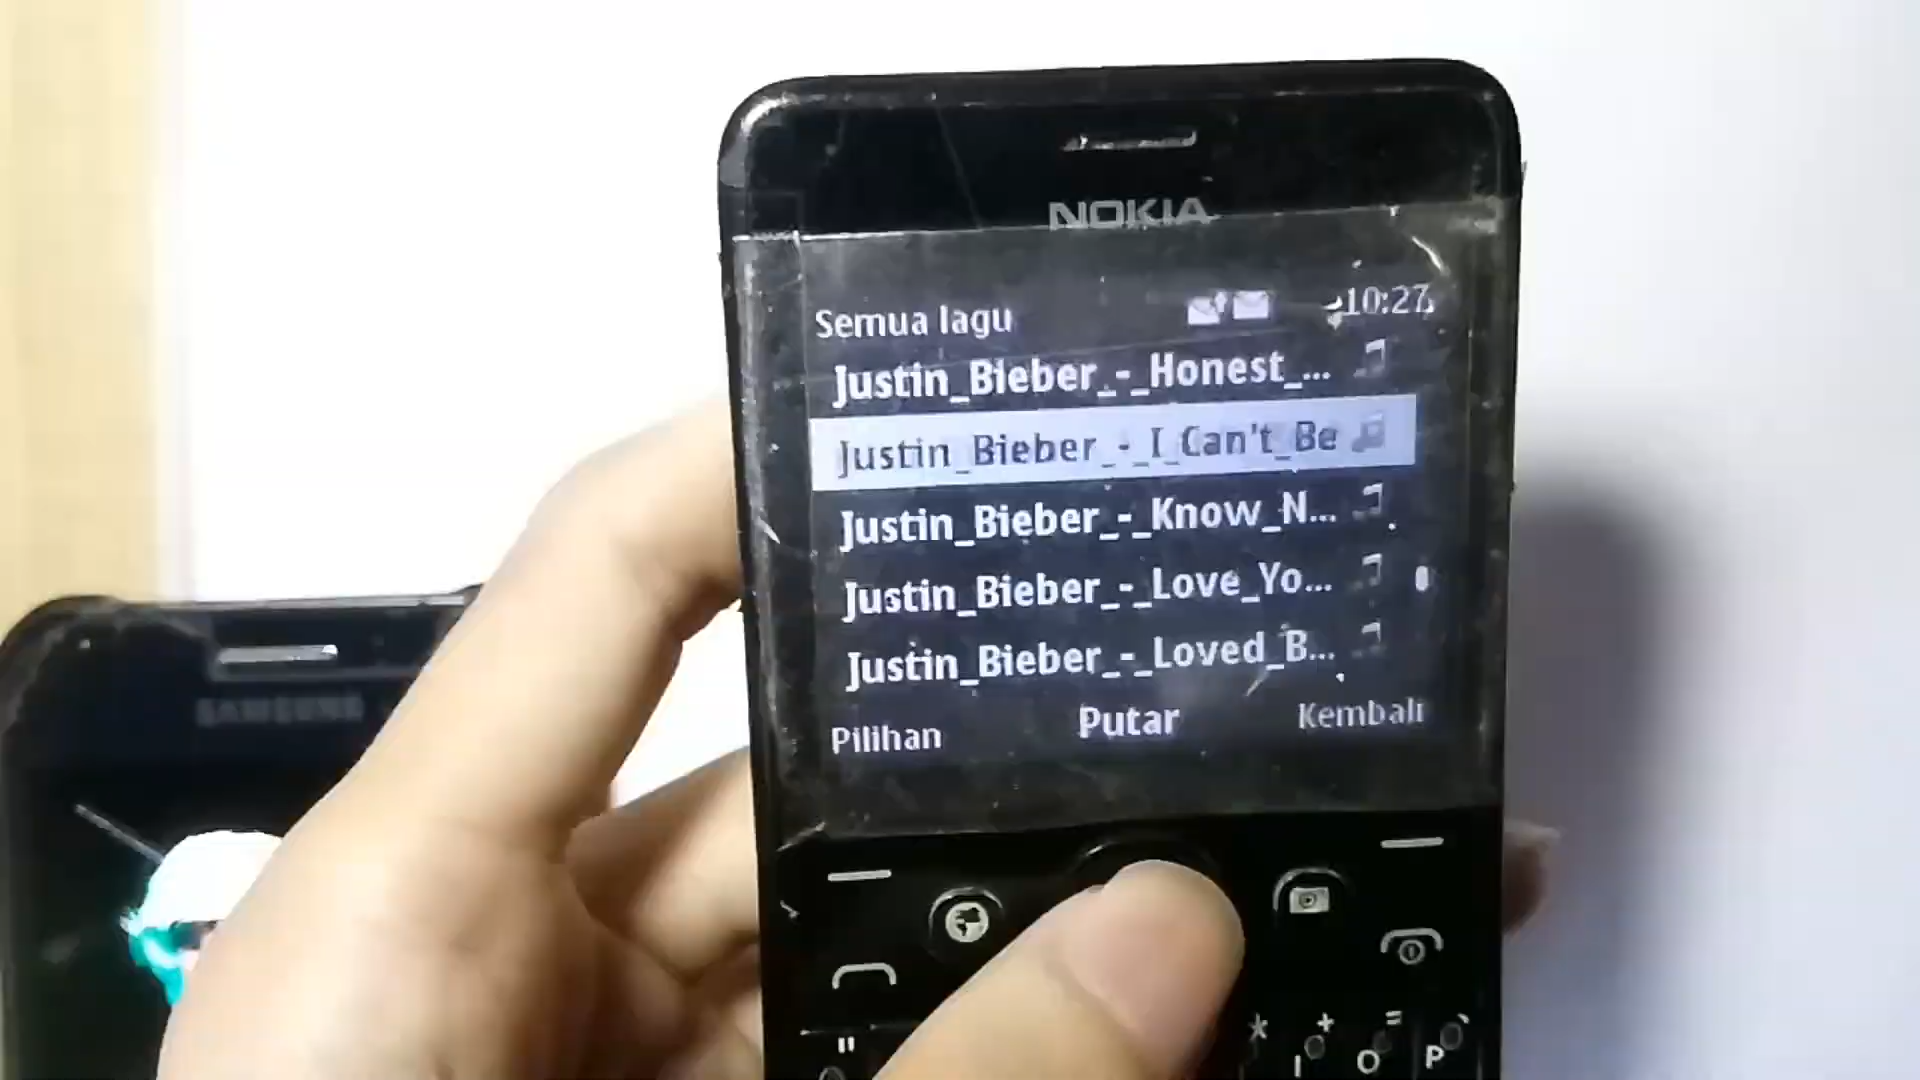 NOKIA
Semua lagu 10:27
Justin_Bieber_-_Honest_...
Justin_Bieber_-_I_Can't_Be
Justin_Bieber_-_Know_N...
Justin_Bieber_-_Love_Yo...
Justin_Bieber_-_Loved_B...
Pilihan Putar Kembali
SAMSUNG
* + =
"
I O P